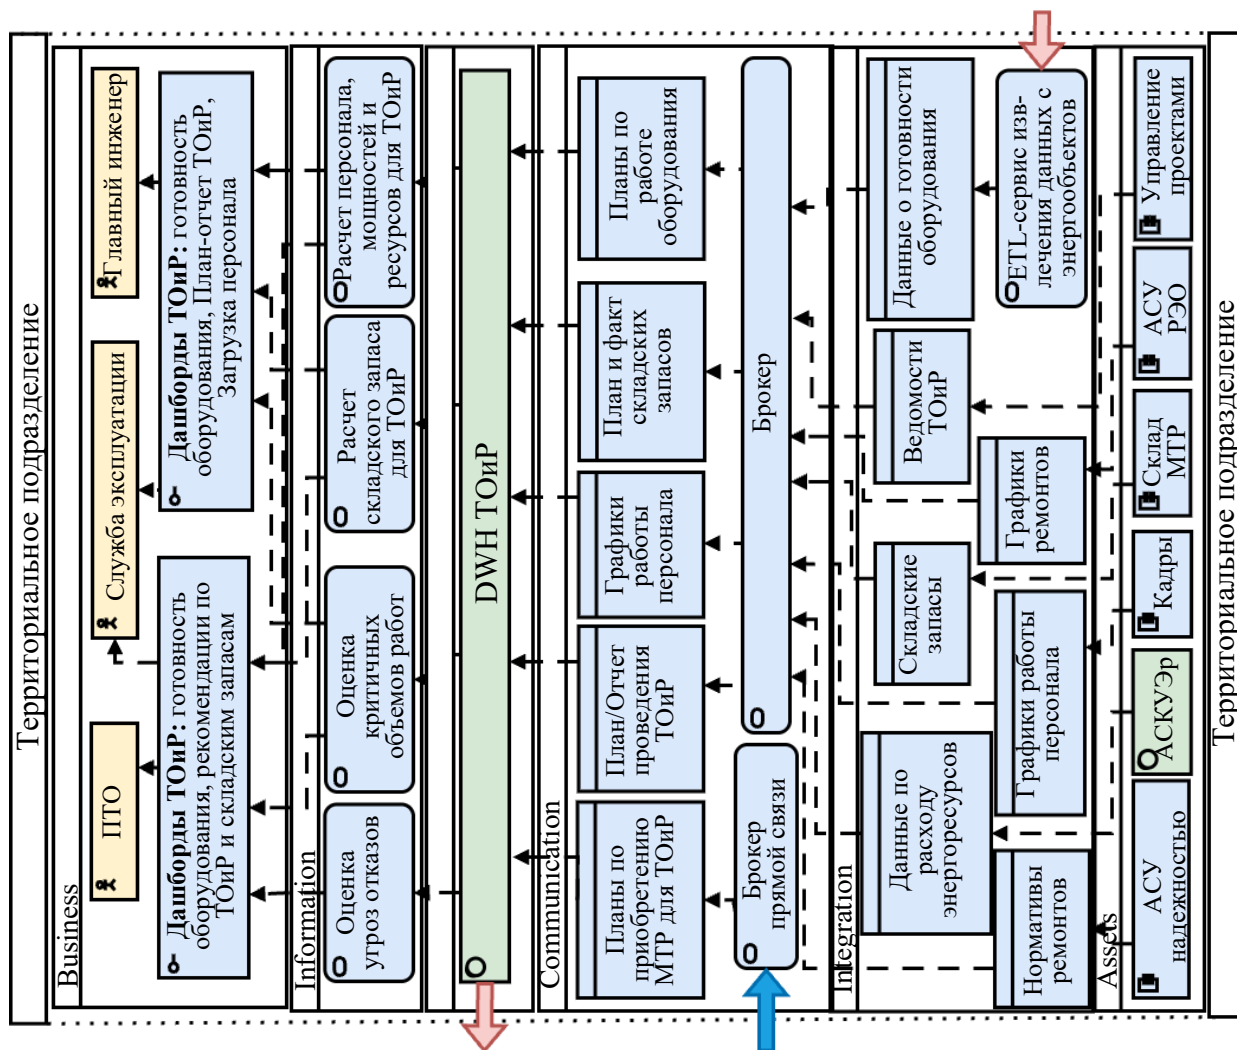 Территориальное подразделение
Business
ПТО
Служба эксплуатации
Главный инженер
Дашборды ТОиР: готовность
оборудования, рекомендации по
ТОиР и складским запасам
Дашборды ТОиР: готовность
оборудования, План-отчет ТОиР,
Загрузка персонала
Information
Оценка
угроз отказов
Оценка
критичных
объемов работ
Расчет
складского запаса
для ТОиР
Расчет персонала,
мощностей и
ресурсов для ТОиР
DWH ТОиР
Communication
Планы по
приобретению
МТР для ТОиР
План/Отчет
проведения
ТОиР
Графики
работы
персонала
План и факт
складских
запасов
Планы по
работе
оборудования
Брокер
прямой связи
Брокер
Integration
Данные по
расходу
энергоресурсов
Складские
запасы
Ведомости
ТОиР
Данные о готовности
оборудования
Нормативы
ремонтов
Графики работы
персонала
Графики
ремонтов
ETL-сервис изв-
лечения данных с
энергообъектов
Assets
АСУ
надежностью
АСКУЭр
Кадры
Склад
МТР
АСУ
РЭО
Управление
проектами
Территориальное подразделение